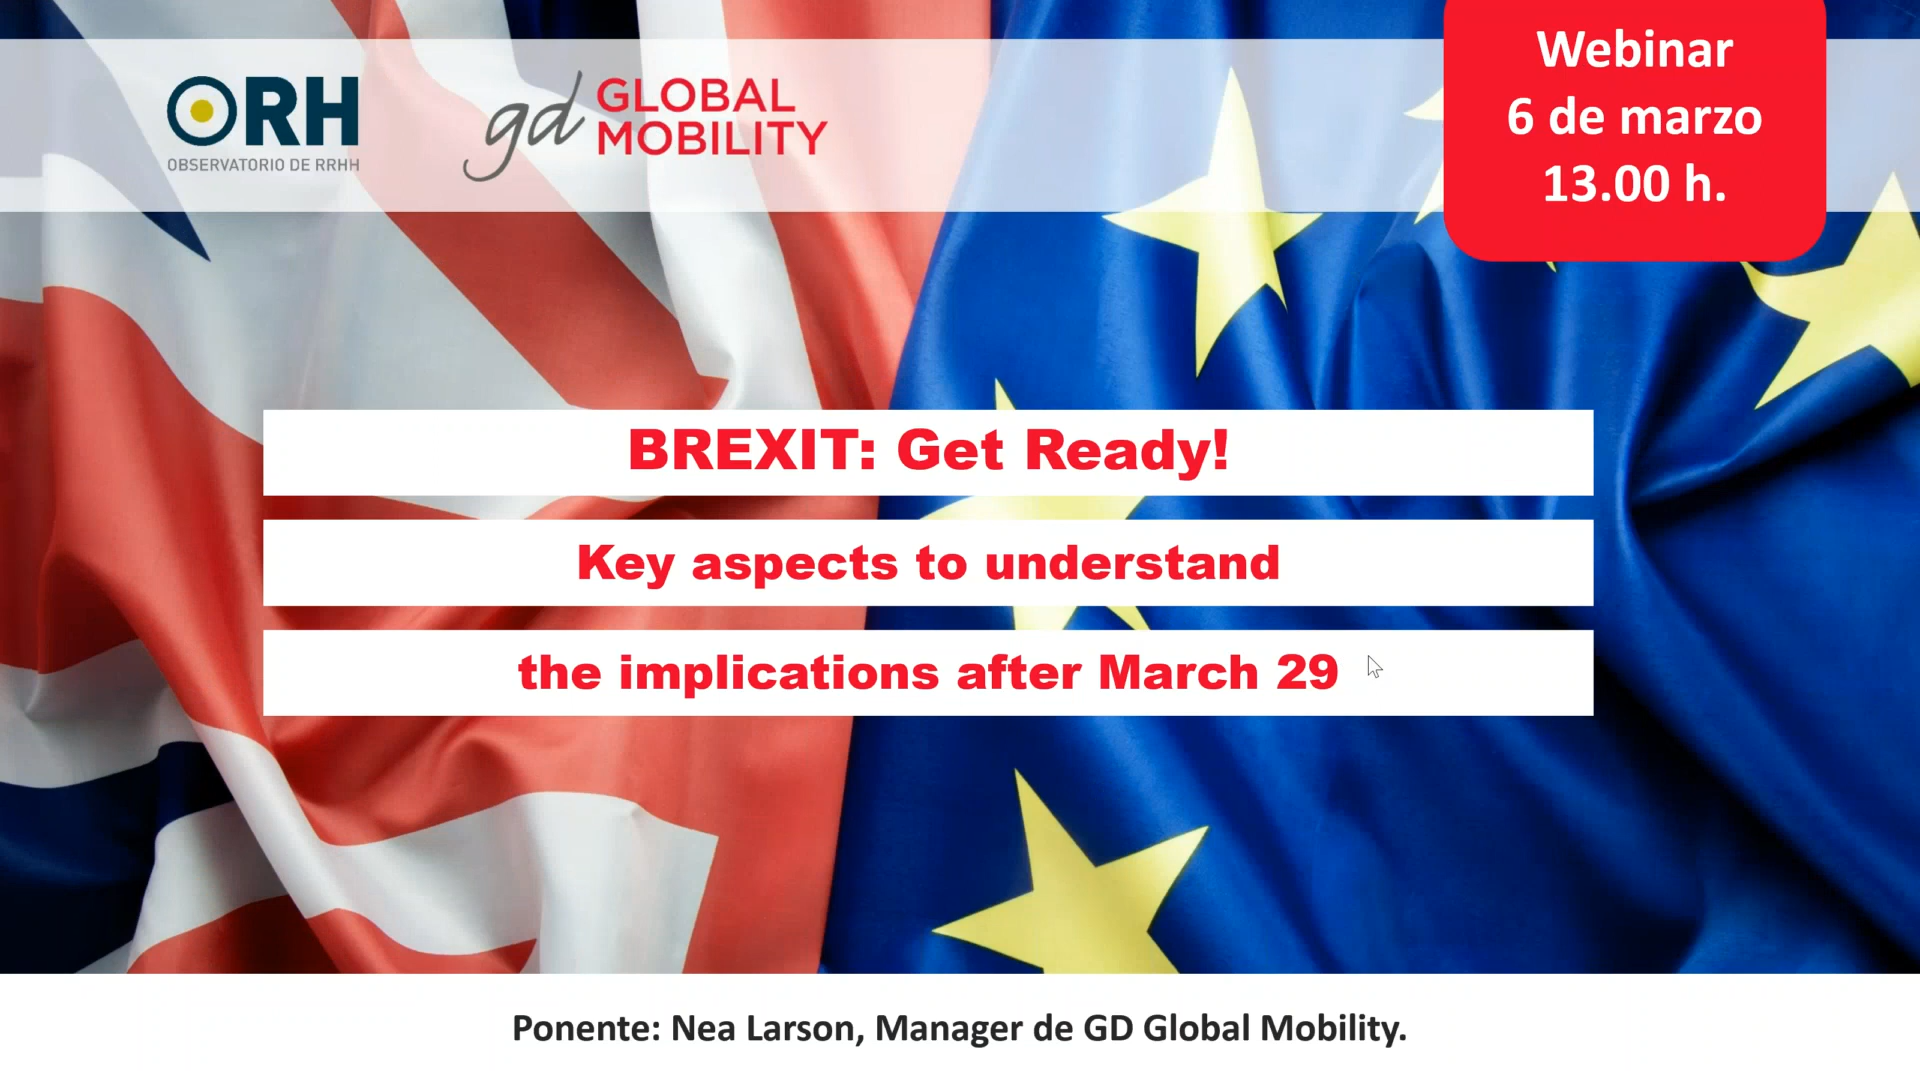 ORH
OBSERVATORIO DE RRHH
gd GLOBAL
MOBILITY
Webinar
6 de marzo
13.00 h.
BREXIT: Get Ready!
Key aspects to understand
the implications after March 29
Ponente: Nea Larson, Manager de GD Global Mobility.